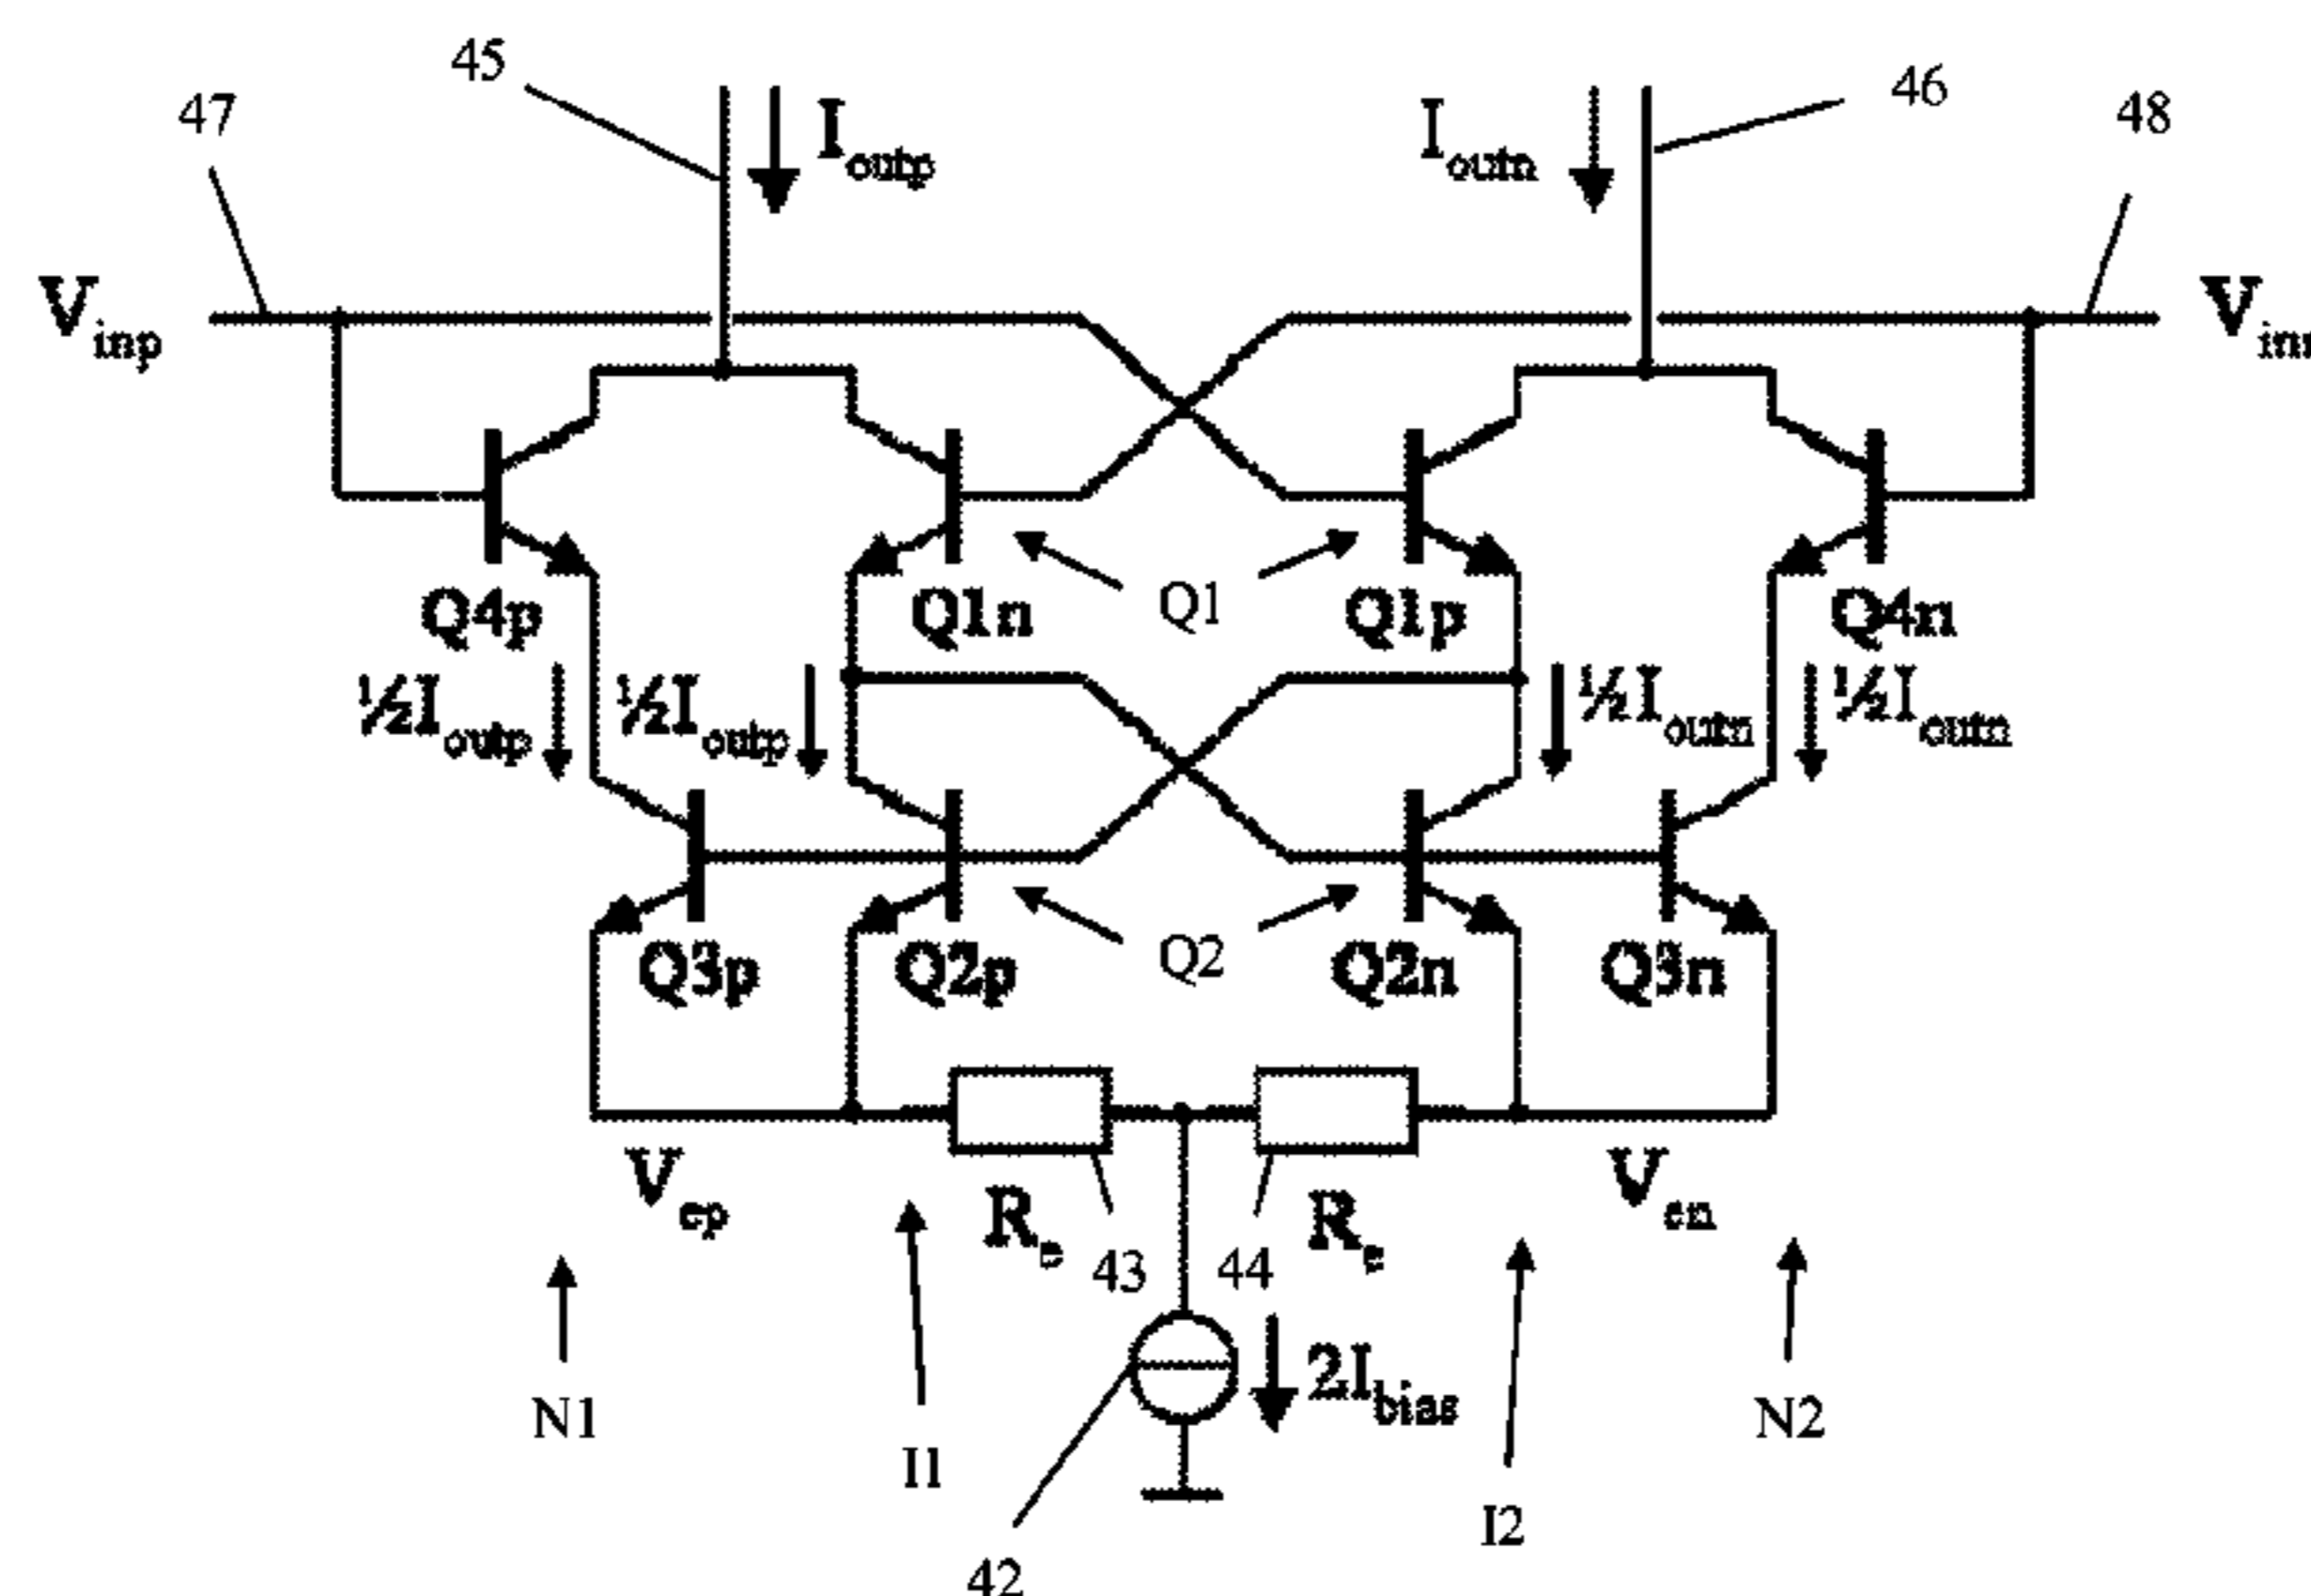 45
46
47
48
I_outp
I_outn
V_inp
V_inn
Q4p
Q1n
Q1
Q1p
Q4n
½I_outp
½I_outp
½I_outn
½I_outn
Q3p
Q2p
Q2
Q2n
Q3n
V_ep
R_e
43
44
R_e
V_en
N1
I1
2I_bias
I2
N2
42